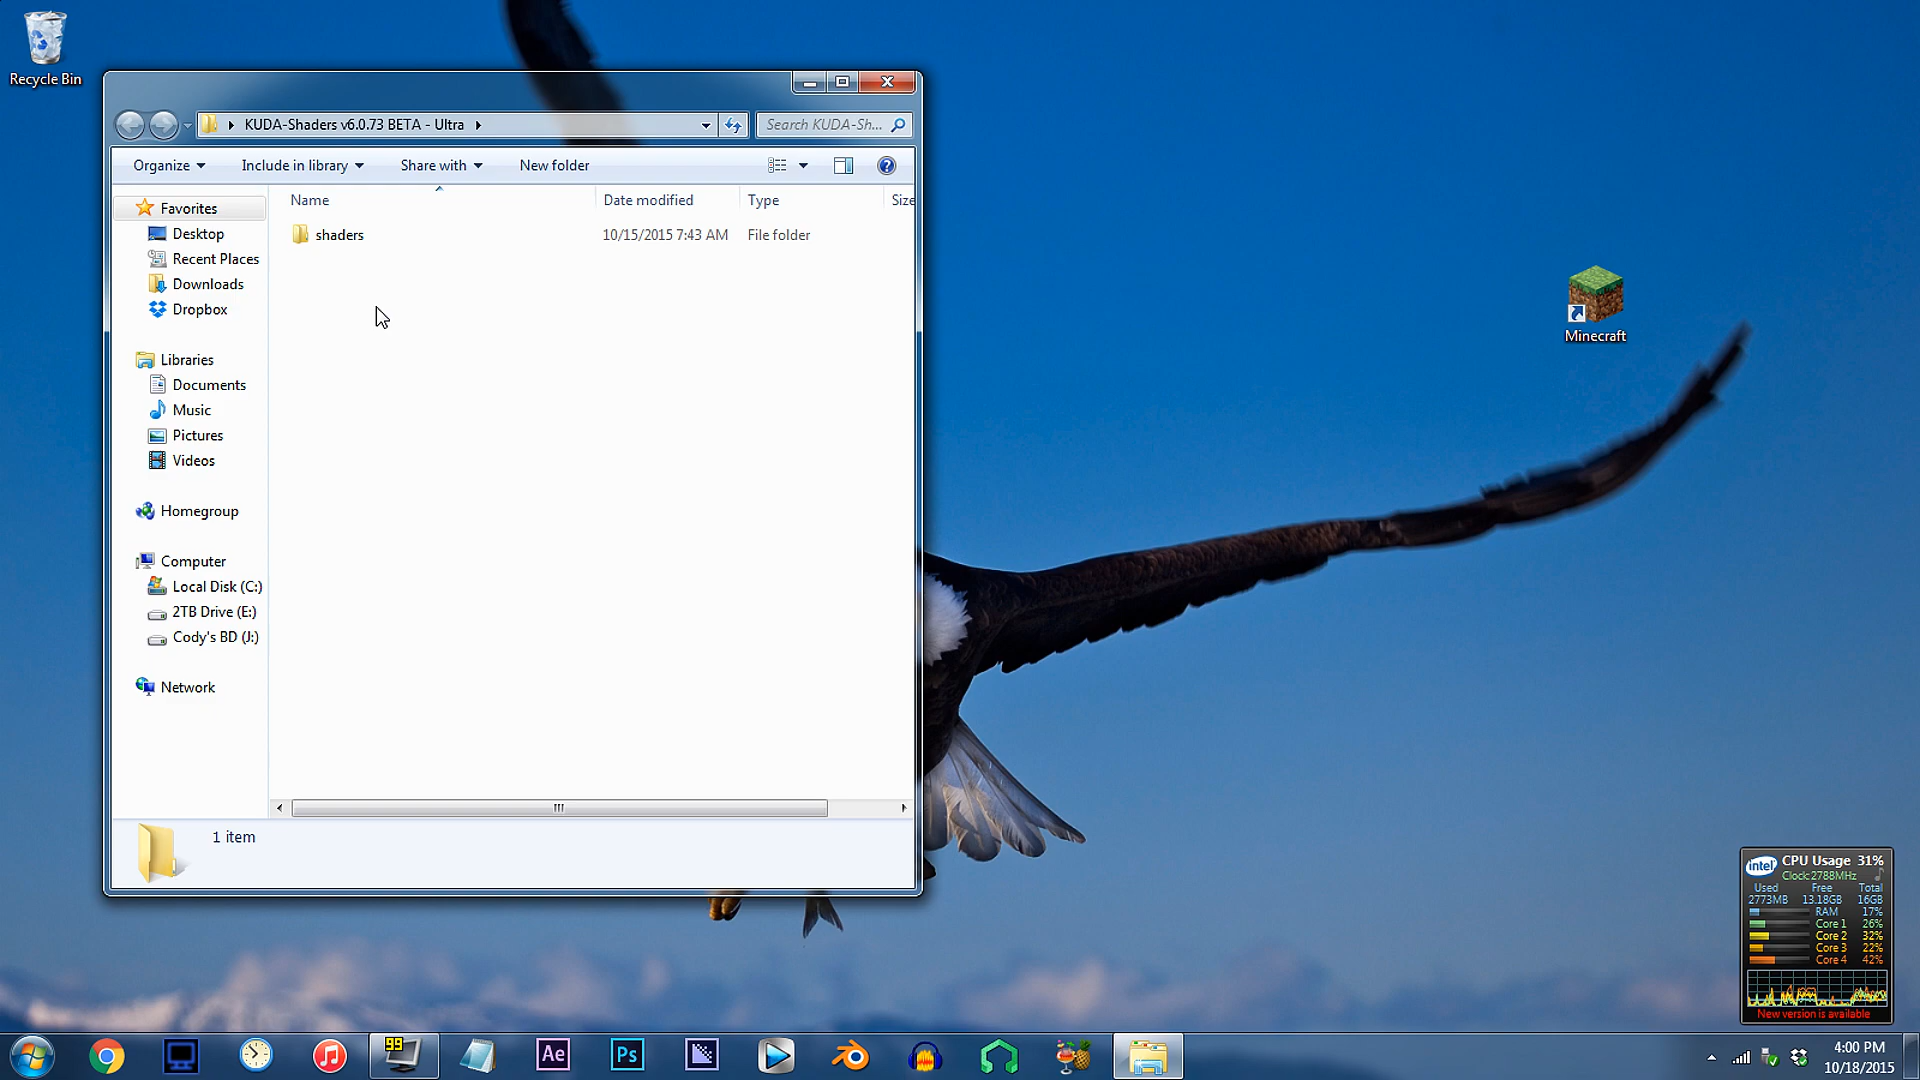 Recycle Bin
KUDA-Shaders v6.0.73 BETA - Ultra
Search KUDA-Sh...
Organize
Include in library
Share with
New folder
Name
Date modified
Type
Size
shaders
10/15/2015 7:43 AM
File folder
Favorites
Desktop
Recent Places
Downloads
Dropbox
Libraries
Documents
Music
Pictures
Videos
Homegroup
Computer
Local Disk (C:)
2TB Drive (E:)
Cody's BD (J:)
Network
1 item
Minecraft
intel
CPU Usage 31%
Clock: 2788MHz
Used Free Total
2773MB 13.18GB 16GB
RAM 17%
Core 1 26%
Core 2 32%
Core 3 22%
Core 4 42%
New version is available
99
Ae
Ps
4:00 PM
10/18/2015